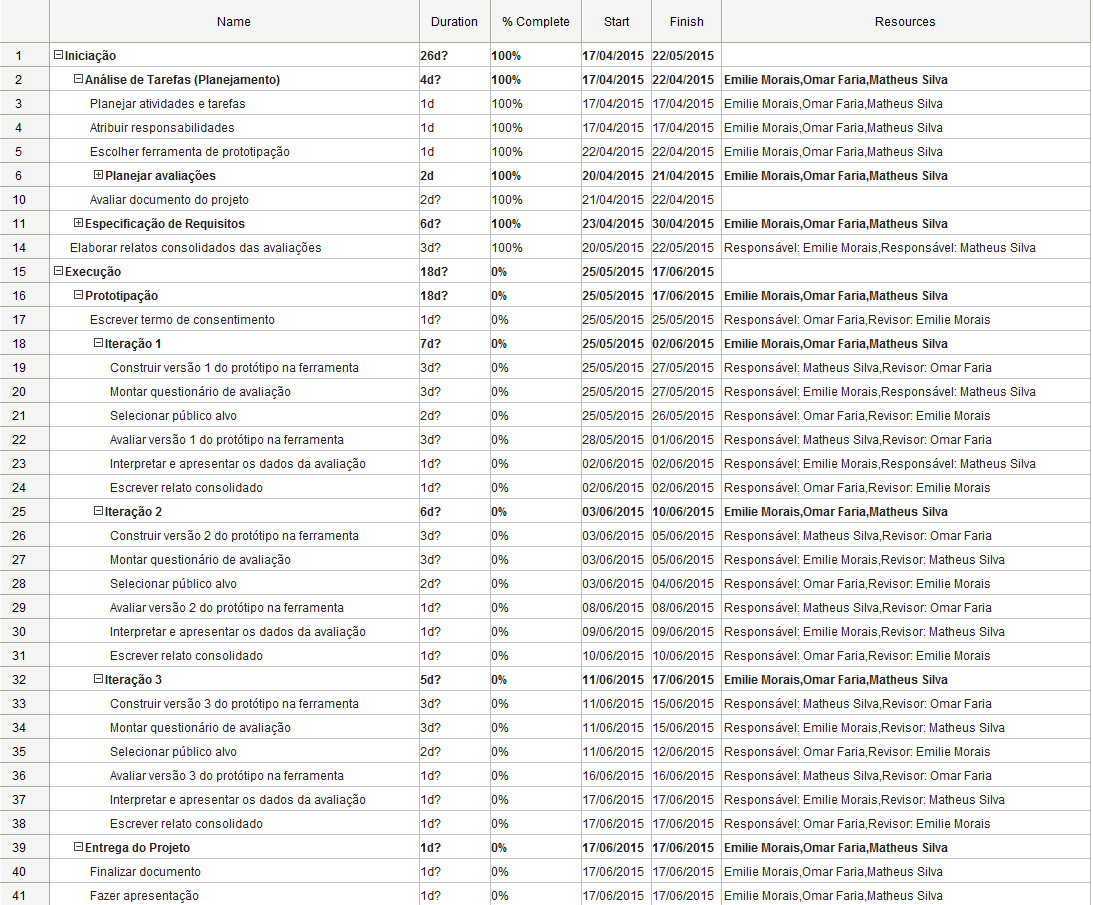 Name Duration % Complete Start Finish Resources
1 Iniciação 26d? 100% 17/04/2015 22/05/2015
2 Análise de Tarefas (Planejamento) 4d? 100% 17/04/2015 22/04/2015 Emilie Morais,Omar Faria,Matheus Silva
3 Planejar atividades e tarefas 1d 100% 17/04/2015 17/04/2015 Emilie Morais,Omar Faria,Matheus Silva
4 Atribuir responsabilidades 1d 100% 17/04/2015 17/04/2015 Emilie Morais,Omar Faria,Matheus Silva
5 Escolher ferramenta de prototipação 1d 100% 22/04/2015 22/04/2015 Emilie Morais,Omar Faria,Matheus Silva
6 Planejar avaliações 2d 100% 20/04/2015 21/04/2015 Emilie Morais,Omar Faria,Matheus Silva
10 Avaliar documento do projeto 2d? 100% 21/04/2015 22/04/2015
11 Especificação de Requisitos 6d? 100% 23/04/2015 30/04/2015 Emilie Morais,Omar Faria,Matheus Silva
14 Elaborar relatos consolidados das avaliações 3d? 100% 20/05/2015 22/05/2015 Responsável: Emilie Morais,Responsável: Matheus Silva
15 Execução 18d? 0% 25/05/2015 17/06/2015
16 Prototipação 18d? 0% 25/05/2015 17/06/2015 Emilie Morais,Omar Faria,Matheus Silva
17 Escrever termo de consentimento 1d? 0% 25/05/2015 25/05/2015 Responsável: Omar Faria,Revisor: Emilie Morais
18 Iteração 1 7d? 0% 25/05/2015 02/06/2015 Emilie Morais,Omar Faria,Matheus Silva
19 Construir versão 1 do protótipo na ferramenta 3d? 0% 25/05/2015 27/05/2015 Responsável: Matheus Silva,Revisor: Omar Faria
20 Montar questionário de avaliação 3d? 0% 25/05/2015 27/05/2015 Responsável: Emilie Morais,Responsável: Matheus Silva
21 Selecionar público alvo 2d? 0% 25/05/2015 26/05/2015 Responsável: Omar Faria,Revisor: Emilie Morais
22 Avaliar versão 1 do protótipo na ferramenta 3d? 0% 28/05/2015 01/06/2015 Responsável: Matheus Silva,Revisor: Omar Faria
23 Interpretar e apresentar os dados da avaliação 1d? 0% 02/06/2015 02/06/2015 Responsável: Emilie Morais,Responsável: Matheus Silva
24 Escrever relato consolidado 1d? 0% 02/06/2015 02/06/2015 Responsável: Omar Faria,Revisor: Emilie Morais
25 Iteração 2 6d? 0% 03/06/2015 10/06/2015 Emilie Morais,Omar Faria,Matheus Silva
26 Construir versão 2 do protótipo na ferramenta 3d? 0% 03/06/2015 05/06/2015 Responsável: Matheus Silva,Revisor: Omar Faria
27 Montar questionário de avaliação 3d? 0% 03/06/2015 05/06/2015 Responsável: Emilie Morais,Revisor: Matheus Silva
28 Selecionar público alvo 2d? 0% 03/06/2015 04/06/2015 Responsável: Omar Faria,Revisor: Emilie Morais
29 Avaliar versão 2 do protótipo na ferramenta 1d? 0% 08/06/2015 08/06/2015 Responsável: Matheus Silva,Revisor: Omar Faria
30 Interpretar e apresentar os dados da avaliação 1d? 0% 09/06/2015 09/06/2015 Responsável: Emilie Morais,Revisor: Matheus Silva
31 Escrever relato consolidado 1d? 0% 10/06/2015 10/06/2015 Responsável: Omar Faria,Revisor: Emilie Morais
32 Iteração 3 5d? 0% 11/06/2015 17/06/2015 Emilie Morais,Omar Faria,Matheus Silva
33 Construir versão 3 do protótipo na ferramenta 3d? 0% 11/06/2015 15/06/2015 Responsável: Matheus Silva,Revisor: Omar Faria
34 Montar questionário de avaliação 3d? 0% 11/06/2015 15/06/2015 Responsável: Emilie Morais,Revisor: Matheus Silva
35 Selecionar público alvo 2d? 0% 11/06/2015 12/06/2015 Responsável: Omar Faria,Revisor: Emilie Morais
36 Avaliar versão 3 do protótipo na ferramenta 1d? 0% 16/06/2015 16/06/2015 Responsável: Matheus Silva,Revisor: Omar Faria
37 Interpretar e apresentar os dados da avaliação 1d? 0% 17/06/2015 17/06/2015 Responsável: Emilie Morais,Revisor: Matheus Silva
38 Escrever relato consolidado 1d? 0% 17/06/2015 17/06/2015 Responsável: Omar Faria,Revisor: Emilie Morais
39 Entrega do Projeto 1d? 0% 17/06/2015 17/06/2015 Emilie Morais,Omar Faria,Matheus Silva
40 Finalizar documento 1d? 0% 17/06/2015 17/06/2015 Emilie Morais,Omar Faria,Matheus Silva
41 Fazer apresentação 1d? 0% 17/06/2015 17/06/2015 Emilie Morais,Omar Faria,Matheus Silva